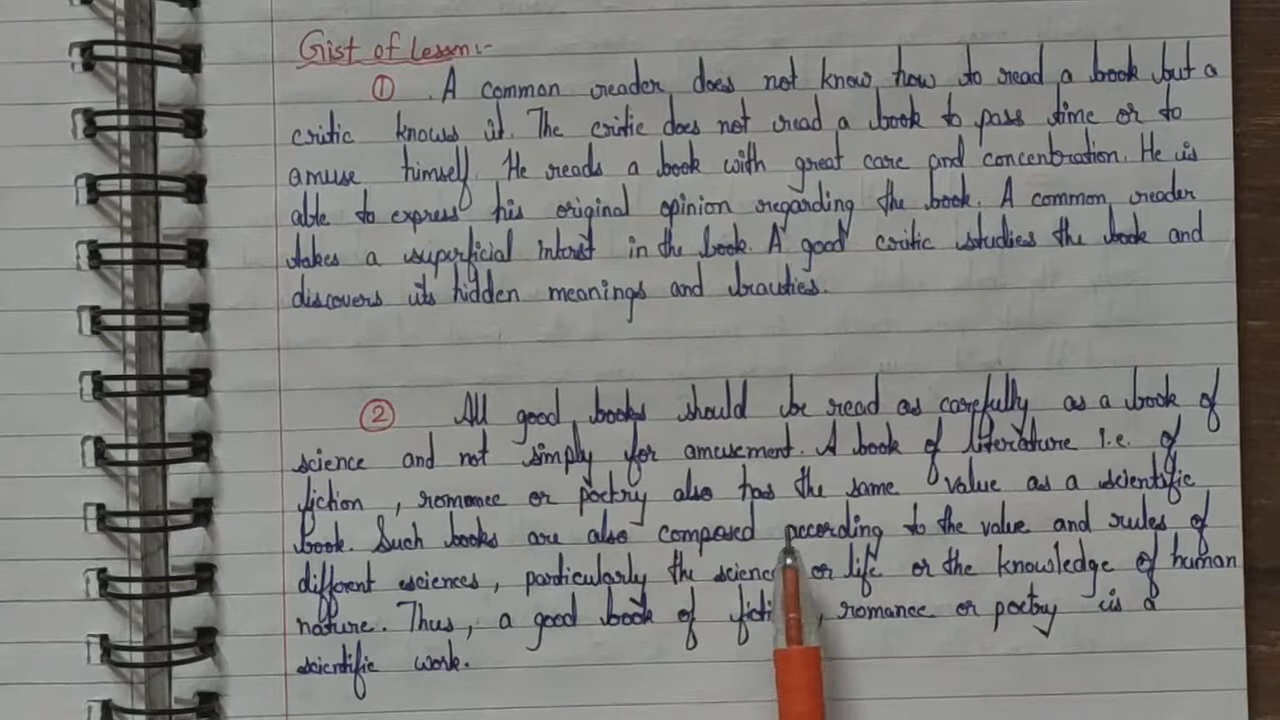 Gist of lesson:-
① A common reader does not know how to read a book but a
critic knows it. The critic does not read a book to pass time or to
amuse himself. He reads a book with great care and concentration. He is
able to express his original opinion regarding the book. A common reader
takes a superficial interest in the book. A good critic studies the book and
discovers its hidden meanings and beauties.
② All good books should be read as carefully as a book of
science and not simply for amusement. A book of literature i.e. of
fiction, romance or poetry also has the same value as a scientific
book. Such books are also composed according to the value and rules of
different sciences, particularly the science or life or the knowledge of human
nature. Thus, a good book of , romance or poetry is a
scientific work.